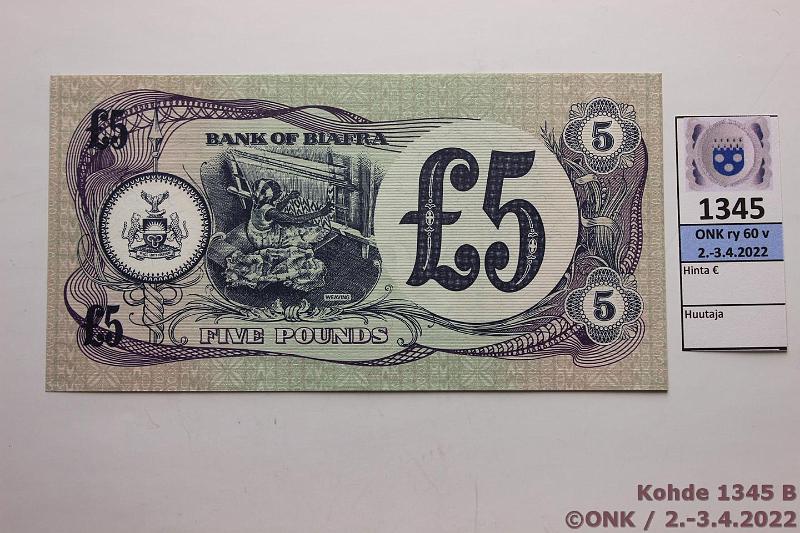 £5
BANK OF BIAFRA
£5
5
WEAVING
£5
FIVE POUNDS
5
1345
ONK ry 60 v
2.-3.4.2022
Hinta €
Huutaja
Kohde 1345 B
©ONK / 2.-3.4.2022